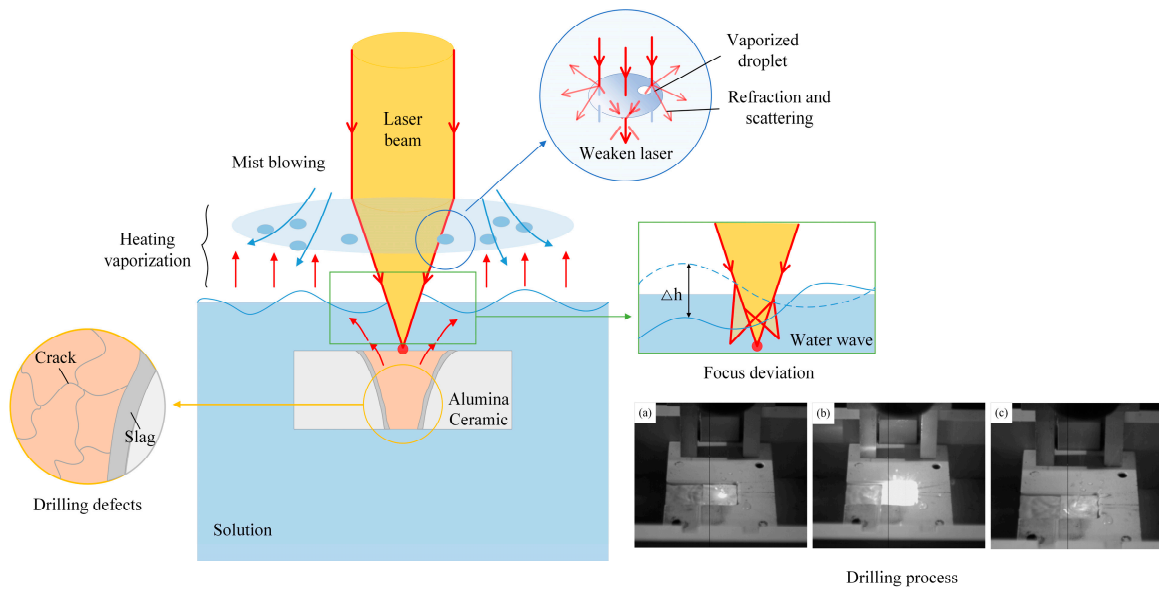 Laser
beam
Mist blowing
Heating
vaporization
Vaporized
droplet
Refraction and
scattering
Weaken laser
Δh
Water wave
Focus deviation
Crack
Slag
Drilling defects
Alumina
Ceramic
Solution
(a)
(b)
(c)
Drilling process